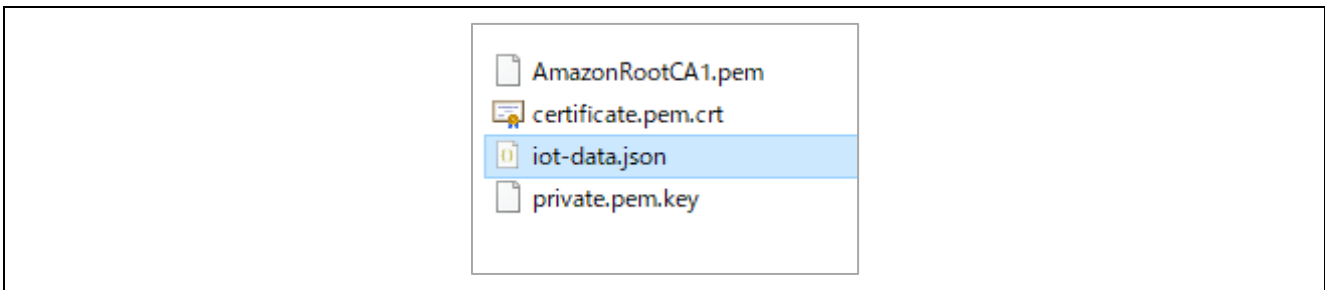 AmazonRootCA1.pem
certificate.pem.crt
iot-data.json
private.pem.key